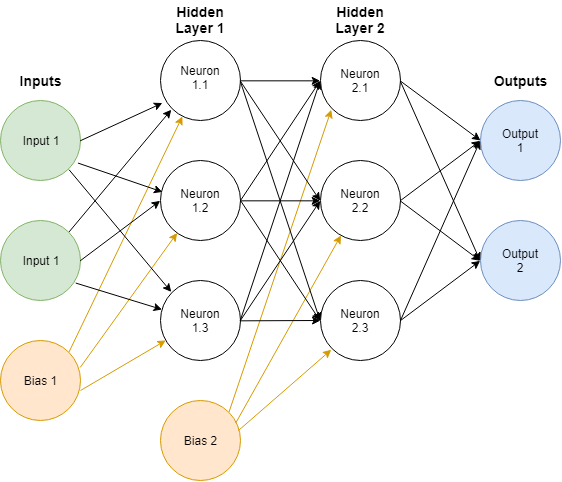 Hidden
Layer 1
Hidden
Layer 2
Inputs
Outputs
Neuron
1.1
Neuron
2.1
Input 1
Output
1
Neuron
1.2
Neuron
2.2
Input 1
Output
2
Neuron
1.3
Neuron
2.3
Bias 1
Bias 2